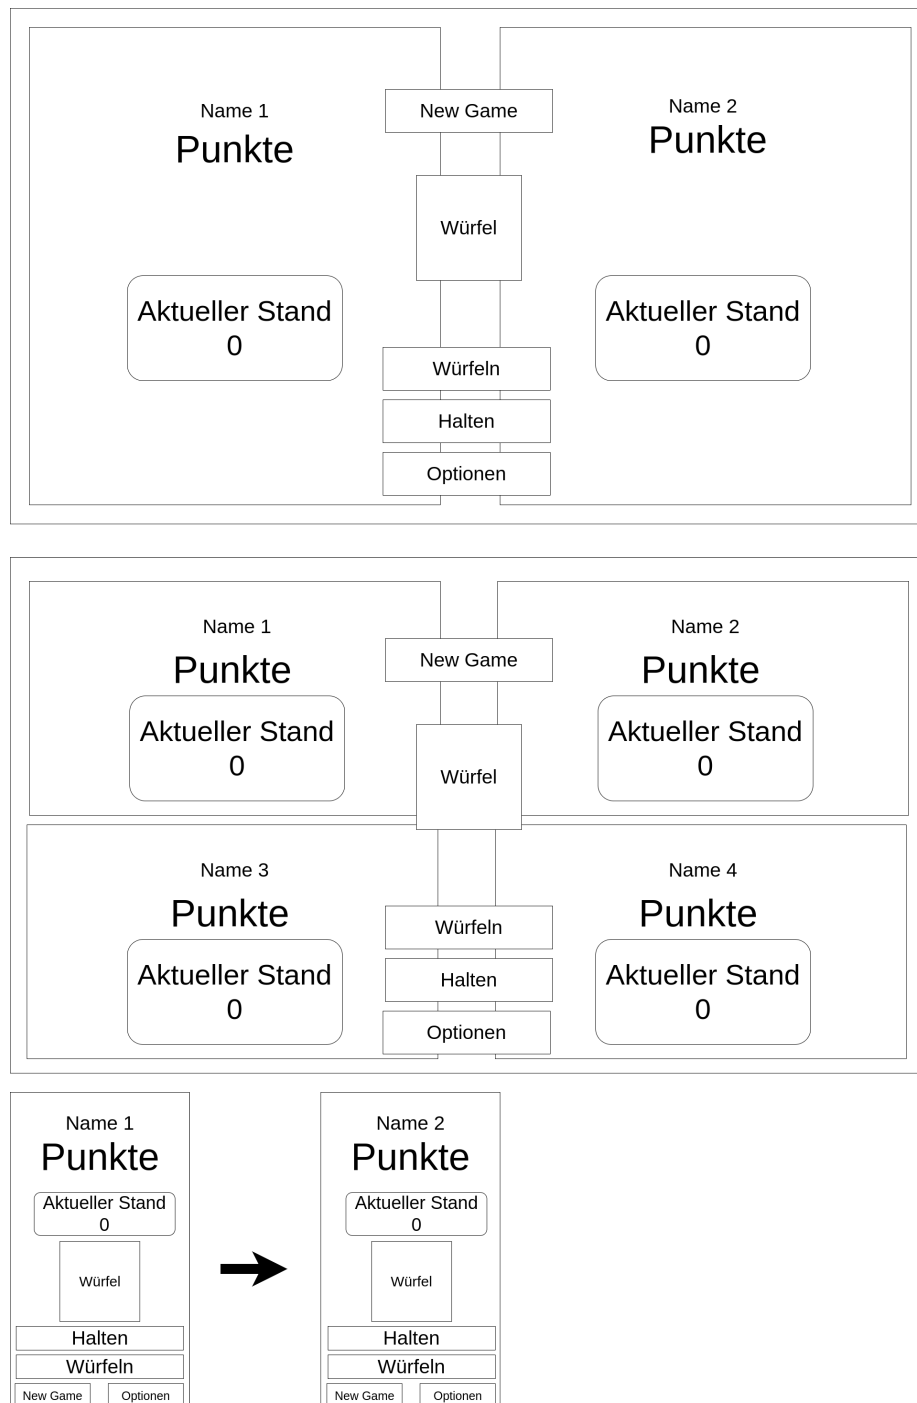 Name 1
Punkte
New Game
Name 2
Punkte
Würfel
Aktueller Stand
0
Aktueller Stand
0
Würfeln
Halten
Optionen
Name 1
Punkte
New Game
Name 2
Punkte
Aktueller Stand
0
Würfel
Aktueller Stand
0
Name 3
Punkte
Name 4
Punkte
Aktueller Stand
0
Würfeln
Halten
Optionen
Aktueller Stand
0
Name 1
Punkte
Aktueller Stand
0
Würfel
Halten
Würfeln
New Game
Optionen
Name 2
Punkte
Aktueller Stand
0
Würfel
Halten
Würfeln
New Game
Optionen